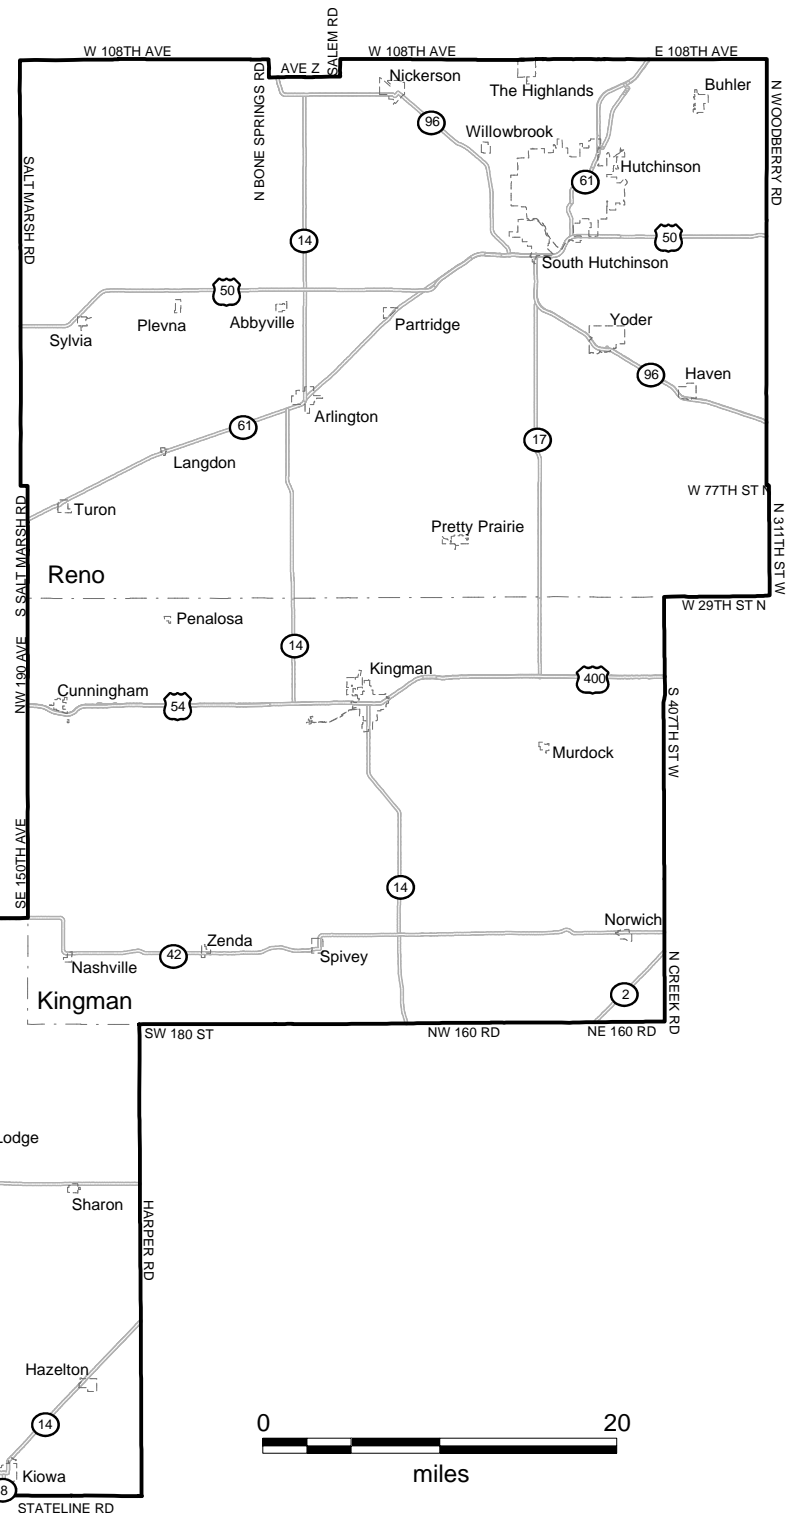 SALEM RD
W 108TH AVE
W 108TH AVE
E 108TH AVE
AVE Z
Nickerson
The Highlands
Buhler
N BONE SPRINGS RD
N WOODBERRY RD
96
Willowbrook
Hutchinson
SALT MARSH RD
61
14
50
South Hutchinson
50
Sylvia
Plevna
Abbyville
Partridge
Yoder
96
Haven
Arlington
61
17
Langdon
W 77TH ST N
Turon
S SALT MARSH RD
N 311TH ST W
Pretty Prairie
Reno
W 29TH ST N
Penalosa
14
NW 190 AVE
Kingman
Cunningham
54
400
S 407TH ST W
Murdock
SE 150TH AVE
14
Norwich
Zenda
42
Spivey
Nashville
N CREEK RD
Kingman
2
SW 180 ST
NW 160 RD
NE 160 RD
Lodge
Sharon
HARPER RD
Hazelton
14
Kiowa
8
STATELINE RD
0 20
miles